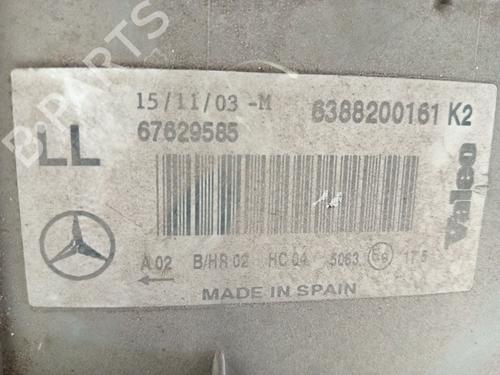 B-PARTS
15/11/03 -M
6388200161 K2
LL
67629585
Valeo
A 02 B/HR 02 HC 04 5063 17.5
MADE IN SPAIN